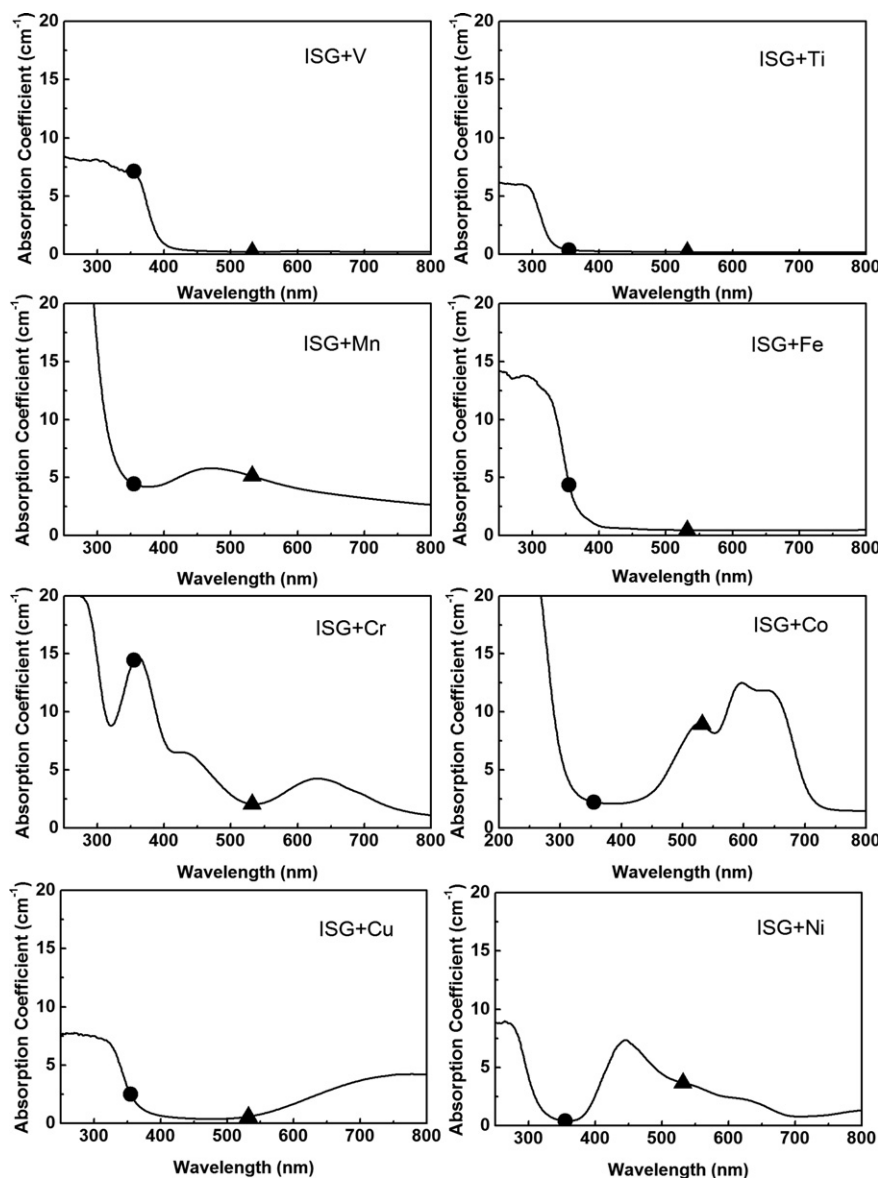 Absorption Coefficient (cm⁻¹)
20
15
10
5
0
ISG+V
300 400 500 600 700 800
Wavelength (nm)
Absorption Coefficient (cm⁻¹)
20
15
10
5
0
ISG+Ti
300 400 500 600 700 800
Wavelength (nm)
Absorption Coefficient (cm⁻¹)
20
15
10
5
0
ISG+Mn
300 400 500 600 700 800
Wavelength (nm)
Absorption Coefficient (cm⁻¹)
20
15
10
5
0
ISG+Fe
300 400 500 600 700 800
Wavelength (nm)
Absorption Coefficient (cm⁻¹)
20
15
10
5
0
ISG+Cr
300 400 500 600 700 800
Wavelength (nm)
Absorption Coefficient (cm⁻¹)
20
15
10
5
0
ISG+Co
200 300 400 500 600 700 800
Wavelength (nm)
Absorption Coefficient (cm⁻¹)
20
15
10
5
0
ISG+Cu
300 400 500 600 700 800
Wavelength (nm)
Absorption Coefficient (cm⁻¹)
20
15
10
5
0
ISG+Ni
300 400 500 600 700 800
Wavelength (nm)